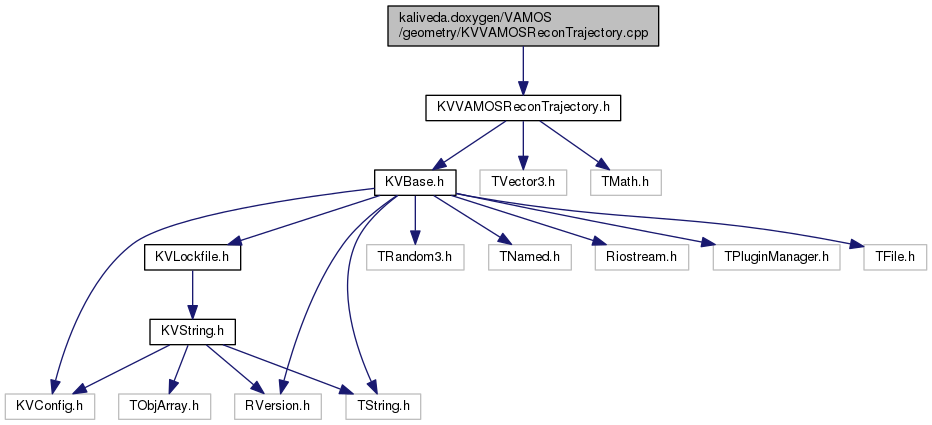 kaliveda.doxygen/VAMOS
/geometry/KVVAMOSReconTrajectory.cpp
KVVAMOSReconTrajectory.h
KVBase.h
TVector3.h
TMath.h
KVLockfile.h
TRandom3.h
TNamed.h
Riostream.h
TPluginManager.h
TFile.h
KVString.h
KVConfig.h
TObjArray.h
RVersion.h
TString.h